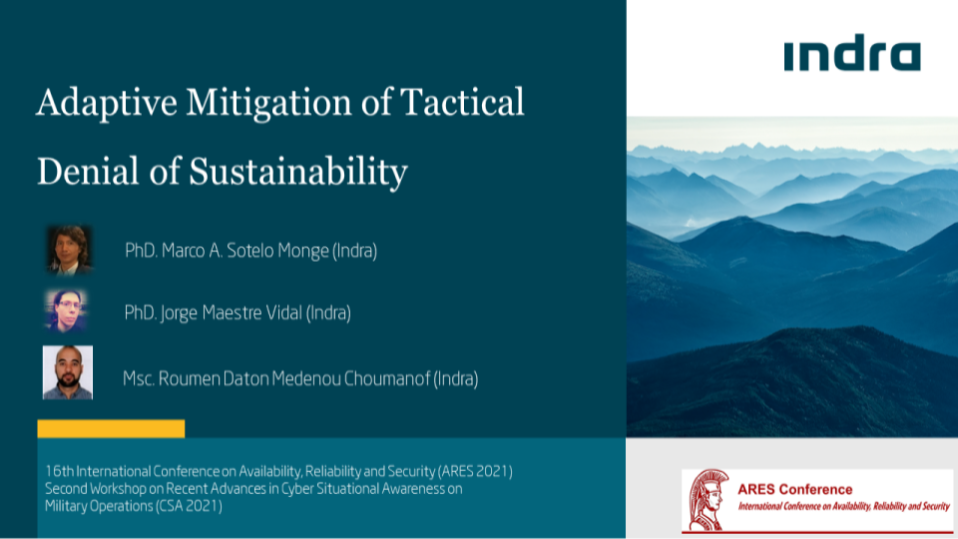 indra
Adaptive Mitigation of Tactical
Denial of Sustainability
PhD. Marco A. Sotelo Monge (Indra)
PhD. Jorge Maestre Vidal (Indra)
Msc. Roumen Daton Medenou Choumanof (Indra)
16th International Conference on Availability, Reliability and Security (ARES 2021)
Second Workshop on Recent Advances in Cyber Situational Awareness on
Military Operations (CSA 2021)
ARES Conference
International Conference on Availability, Reliability and Security